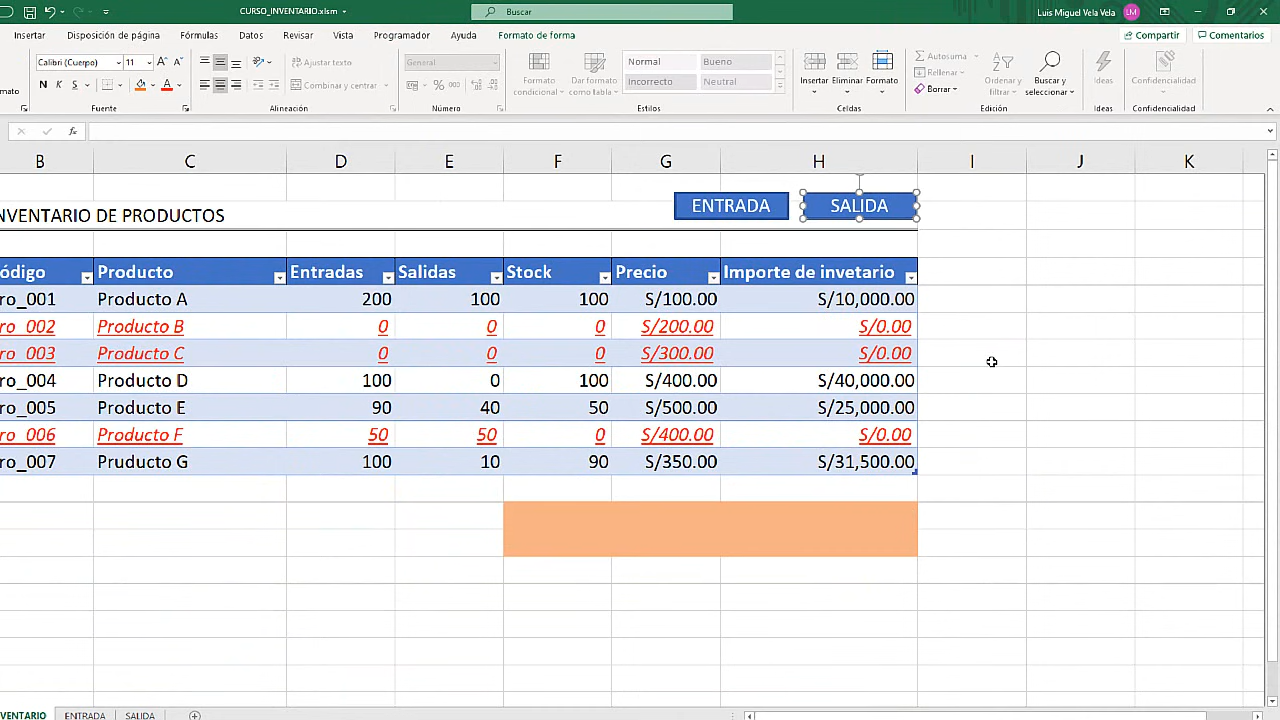 CURSO_INVENTARIO.xlsm
Buscar
Luis Miguel Vela Vela
LM
Insertar Disposición de página Fórmulas Datos Revisar Vista Programador Ayuda Formato de forma
Compartir Comentarios
Calibri (Cuerpo) 11
Ajustar texto
General
Normal Bueno
Autosuma
N K S
Combinar y centrar
% 000
Incorrecto Neutral
Rellenar
Borrar
Formato condicional
Dar formato como tabla
Insertar Eliminar Formato
Ordenar y filtrar
Buscar y seleccionar
Ideas
Confidencialidad
Fuente Alineación Número Estilos Celdas Edición Ideas Confidencialidad
fx
B C D E F G H I J K
ENTRADA SALIDA
NVENTARIO DE PRODUCTOS
ódigo Producto Entradas Salidas Stock Precio Importe de invetario
ro_001 Producto A 200 100 100 S/100.00 S/10,000.00
ro_002 Producto B 0 0 0 S/200.00 S/0.00
ro_003 Producto C 0 0 0 S/300.00 S/0.00
ro_004 Producto D 100 0 100 S/400.00 S/40,000.00
ro_005 Producto E 90 40 50 S/500.00 S/25,000.00
ro_006 Producto F 50 50 0 S/400.00 S/0.00
ro_007 Pruducto G 100 10 90 S/350.00 S/31,500.00
VENTARIO ENTRADA SALIDA